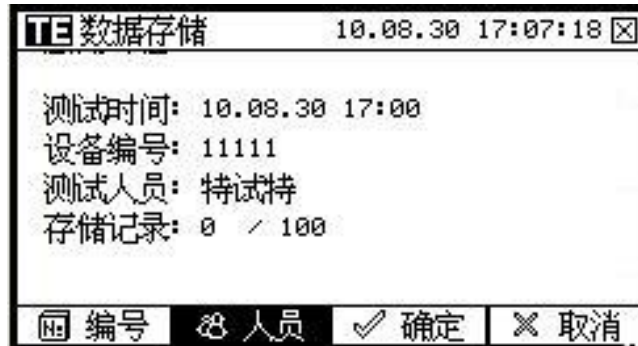 TE 数据存储 10.08.30 17:07:18
测试时间: 10.08.30 17:00
设备编号: 11111
测试人员: 特试特
存储记录: 0 / 100
编号 人员 确定 取消